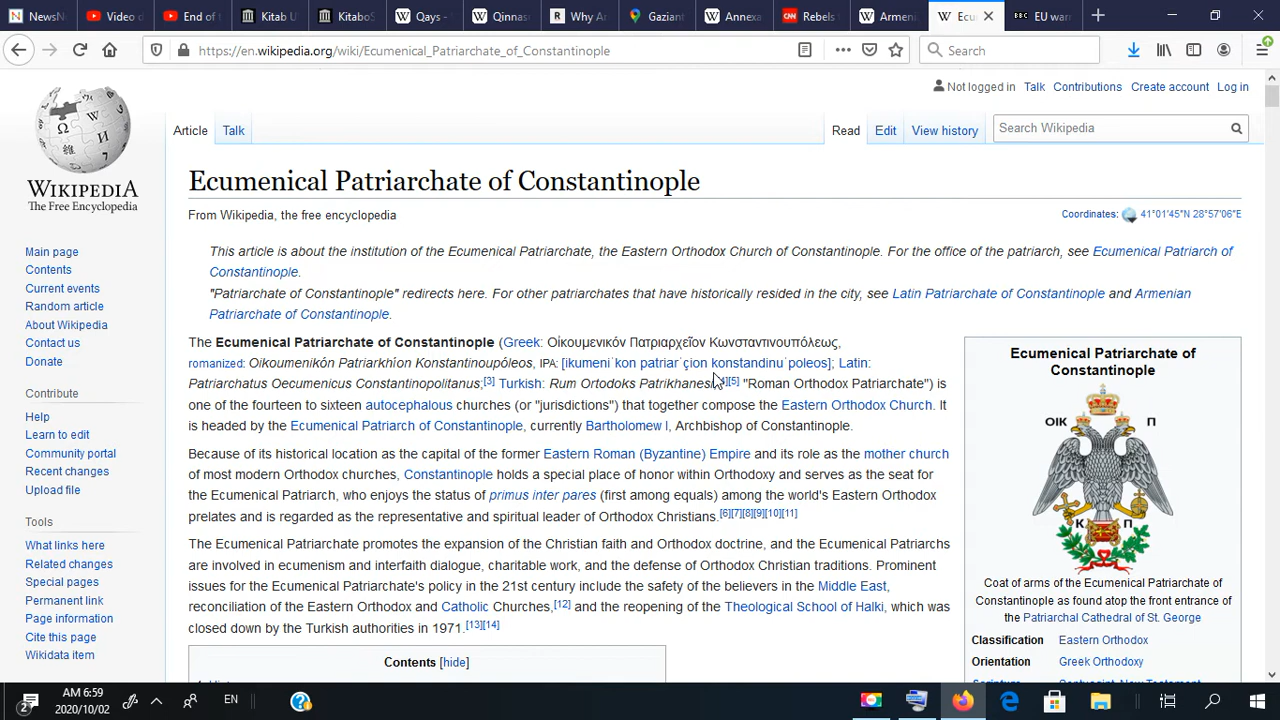 NewsNo
Video d
End of t
Kitab U
KitaboS
Qays -
Qinnas
Why Ar
Gaziant
Annexa
Rebels
Armeni
Ecu
EU war
https://en.wikipedia.org/wiki/Ecumenical_Patriarchate_of_Constantinople
Search
Not logged in Talk Contributions Create account Log in
Article Talk Read Edit View history Search Wikipedia
WIKIPEDIA
The Free Encyclopedia
Main page
Contents
Current events
Random article
About Wikipedia
Contact us
Donate
Contribute
Help
Learn to edit
Community portal
Recent changes
Upload file
Tools
What links here
Related changes
Special pages
Permanent link
Page information
Cite this page
Wikidata item
Ecumenical Patriarchate of Constantinople
From Wikipedia, the free encyclopedia
Coordinates: 41°01′45″N 28°57′06″E
This article is about the institution of the Ecumenical Patriarchate, the Eastern Orthodox Church of Constantinople. For the office of the patriarch, see Ecumenical Patriarch of
Constantinople.
"Patriarchate of Constantinople" redirects here. For other patriarchates that have historically resided in the city, see Latin Patriarchate of Constantinople and Armenian
Patriarchate of Constantinople.
The Ecumenical Patriarchate of Constantinople (Greek: Οἰκουμενικόν Πατριαρχεῖον Κωνσταντινουπόλεως,
romanized: Oikoumenikón Patriarkhíon Konstantinoupóleos, IPA: [ikumeniˈkon patriarˈçion konstandinuˈpoleos]; Latin:
Patriarchatus Oecumenicus Constantinopolitanus;[3] Turkish: Rum Ortodoks Patrikhanesi,[4][5] "Roman Orthodox Patriarchate") is
one of the fourteen to sixteen autocephalous churches (or "jurisdictions") that together compose the Eastern Orthodox Church. It
is headed by the Ecumenical Patriarch of Constantinople, currently Bartholomew I, Archbishop of Constantinople.
Because of its historical location as the capital of the former Eastern Roman (Byzantine) Empire and its role as the mother church
of most modern Orthodox churches, Constantinople holds a special place of honor within Orthodoxy and serves as the seat for
the Ecumenical Patriarch, who enjoys the status of primus inter pares (first among equals) among the world's Eastern Orthodox
prelates and is regarded as the representative and spiritual leader of Orthodox Christians.[6][7][8][9][10][11]
The Ecumenical Patriarchate promotes the expansion of the Christian faith and Orthodox doctrine, and the Ecumenical Patriarchs
are involved in ecumenism and interfaith dialogue, charitable work, and the defense of Orthodox Christian traditions. Prominent
issues for the Ecumenical Patriarchate's policy in the 21st century include the safety of the believers in the Middle East,
reconciliation of the Eastern Orthodox and Catholic Churches,[12] and the reopening of the Theological School of Halki, which was
closed down by the Turkish authorities in 1971.[13][14]
Contents [hide]
Ecumenical Patriarchate of
Constantinople
ΟΙΚ Π
Κ Π
Coat of arms of the Ecumenical Patriarchate of
Constantinople as found atop the front entrance of
the Patriarchal Cathedral of St. George
Classification Eastern Orthodox
Orientation Greek Orthodoxy
2
AM 6:59
2020/10/02
EN